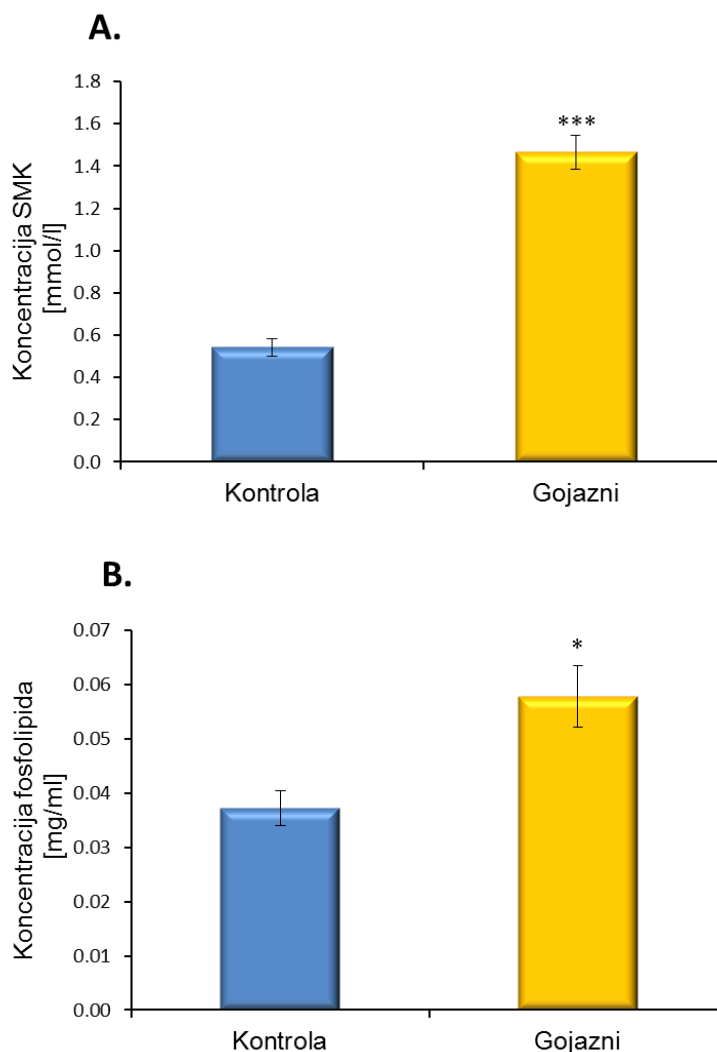 A.
Koncentracija SMK
[mmol/l]
1.8
1.6
1.4
1.2
1.0
0.8
0.6
0.4
0.2
0.0
***
Kontrola
Gojazni
B.
Koncentracija fosfolipida
[mg/ml]
0.07
0.06
0.05
0.04
0.03
0.02
0.01
0.00
*
Kontrola
Gojazni